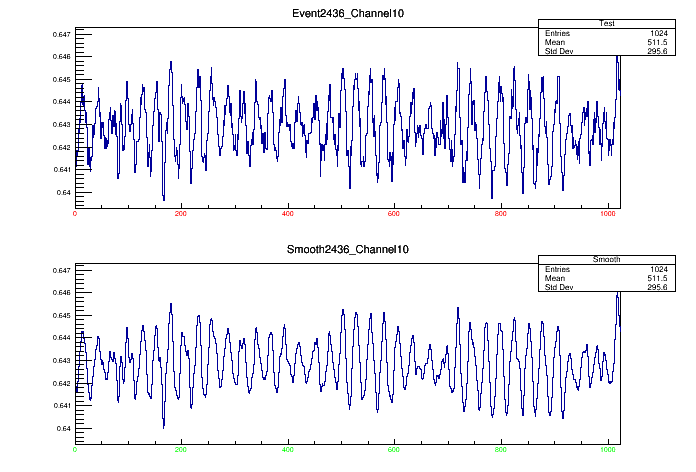 Event2436_Channel10
Test
Entries 1024
Mean 511.5
Std Dev 295.6
0.647
0.646
0.645
0.644
0.643
0.642
0.641
0.64
0 200 400 600 800 1000
Smooth2436_Channel10
Smooth
Entries 1024
Mean 511.5
Std Dev 295.6
0.647
0.646
0.645
0.644
0.643
0.642
0.641
0.64
0 200 400 600 800 1000